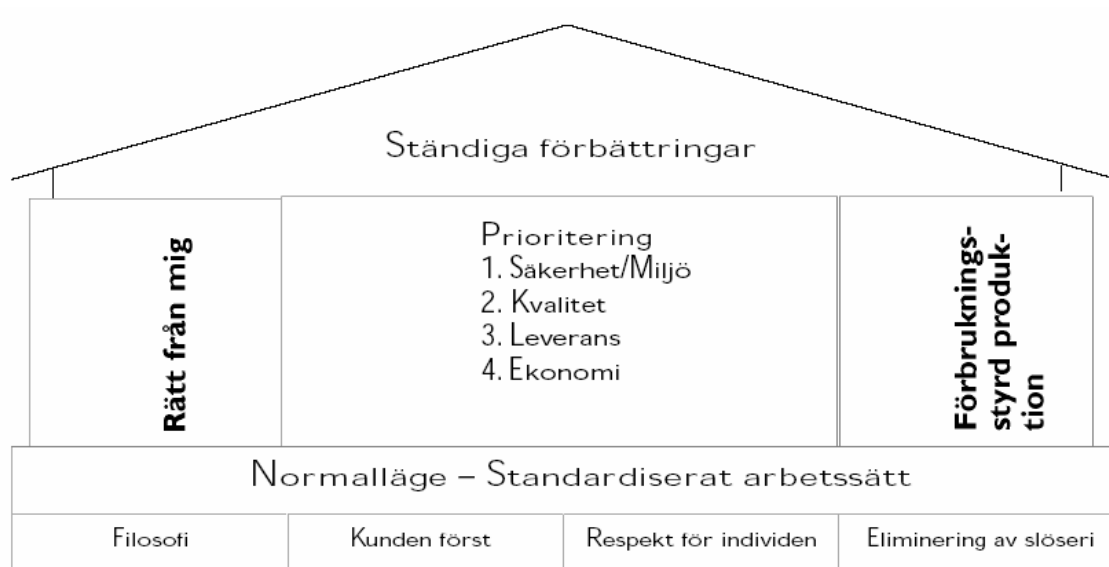 Ständiga förbättringar
Rätt från mig
Prioritering
1. Säkerhet/Miljö
2. Kvalitet
3. Leverans
4. Ekonomi
Förbruknings-
styrd produk-
tion
Normalläge – Standardiserat arbetssätt
Filosofi
Kunden först
Respekt för individen
Eliminering av slöseri